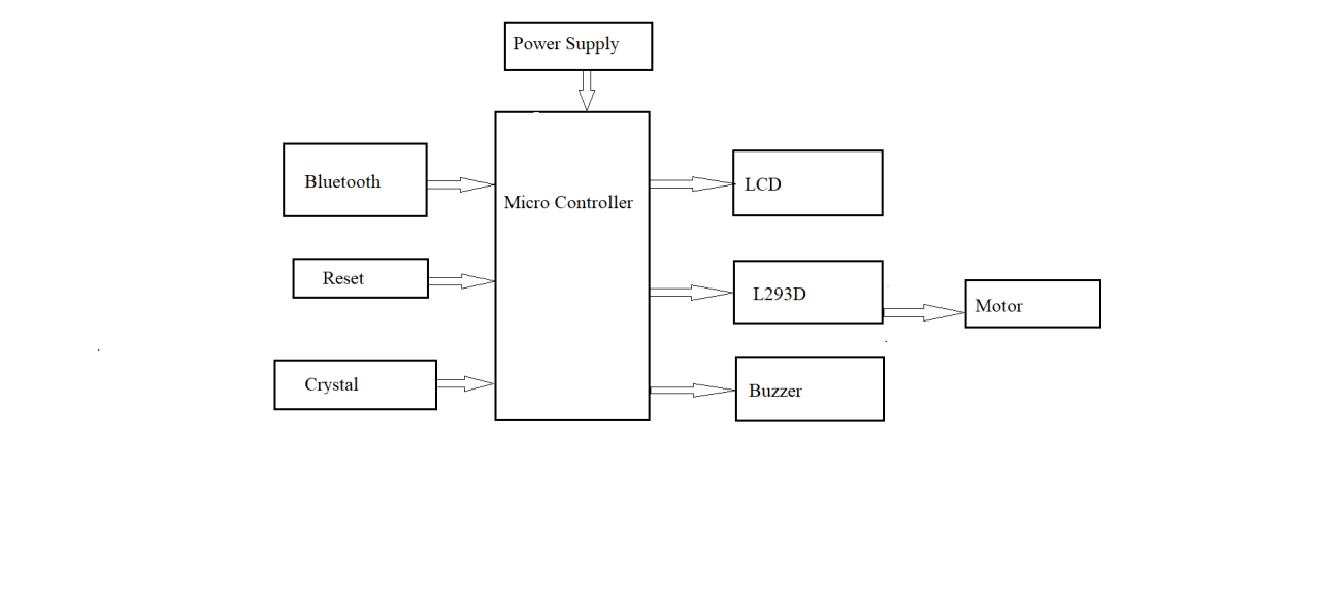 Power Supply
Bluetooth
Micro Controller
LCD
Reset
L293D
Motor
Crystal
Buzzer